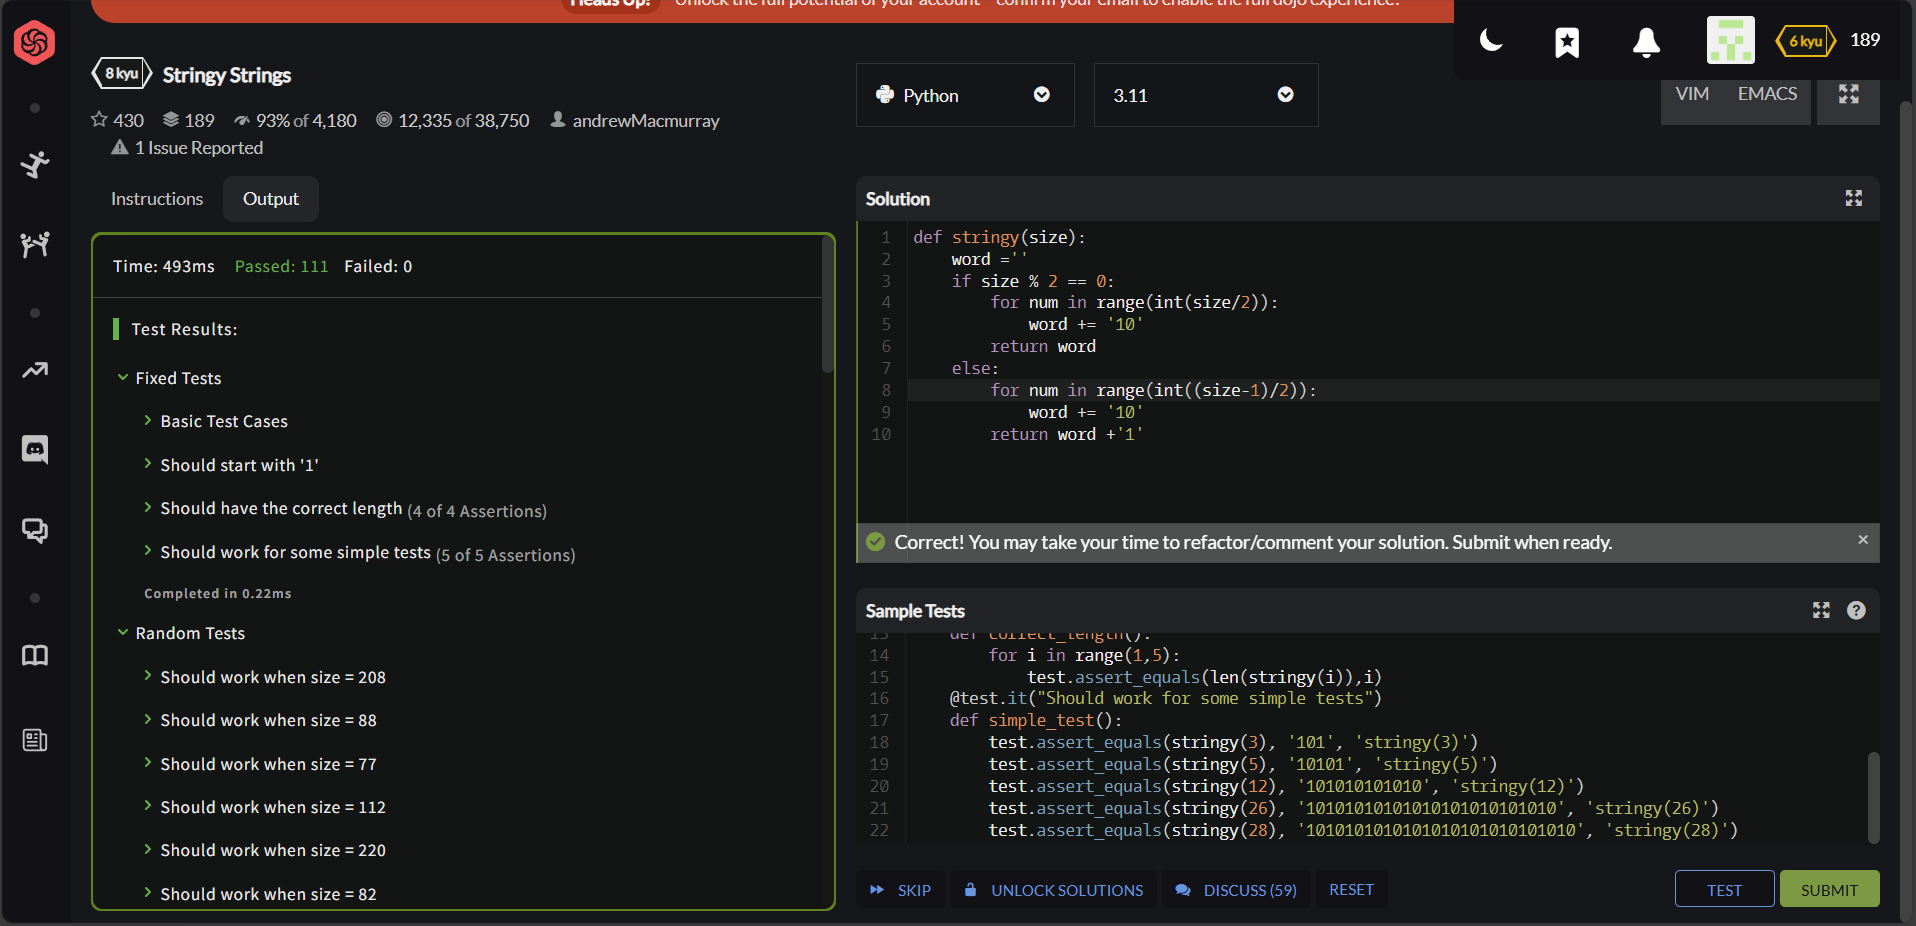 Heads Up! Unlock the full potential of your account - confirm your email to enable the full dojo experience!
8 kyu Stringy Strings
430 189 93% of 4,180 12,335 of 38,750 andrewMacmurray
1 Issue Reported
Instructions Output
Time: 493ms Passed: 111 Failed: 0
Test Results:
Fixed Tests
Basic Test Cases
Should start with '1'
Should have the correct length (4 of 4 Assertions)
Should work for some simple tests (5 of 5 Assertions)
Completed in 0.22ms
Random Tests
Should work when size = 208
Should work when size = 88
Should work when size = 77
Should work when size = 112
Should work when size = 220
Should work when size = 82
6 kyu 189
Python 3.11 VIM EMACS
Solution
1 def stringy(size):
2 word =''
3 if size % 2 == 0:
4 for num in range(int(size/2)):
5 word += '10'
6 return word
7 else:
8 for num in range(int((size-1)/2)):
9 word += '10'
10 return word +'1'
Correct! You may take your time to refactor/comment your solution. Submit when ready.
Sample Tests
13 def correct_length():
14 for i in range(1,5):
15 test.assert_equals(len(stringy(i)),i)
16 @test.it("Should work for some simple tests")
17 def simple_test():
18 test.assert_equals(stringy(3), '101', 'stringy(3)')
19 test.assert_equals(stringy(5), '10101', 'stringy(5)')
20 test.assert_equals(stringy(12), '101010101010', 'stringy(12)')
21 test.assert_equals(stringy(26), '10101010101010101010101010', 'stringy(26)')
22 test.assert_equals(stringy(28), '1010101010101010101010101010', 'stringy(28)')
SKIP UNLOCK SOLUTIONS DISCUSS (59) RESET TEST SUBMIT